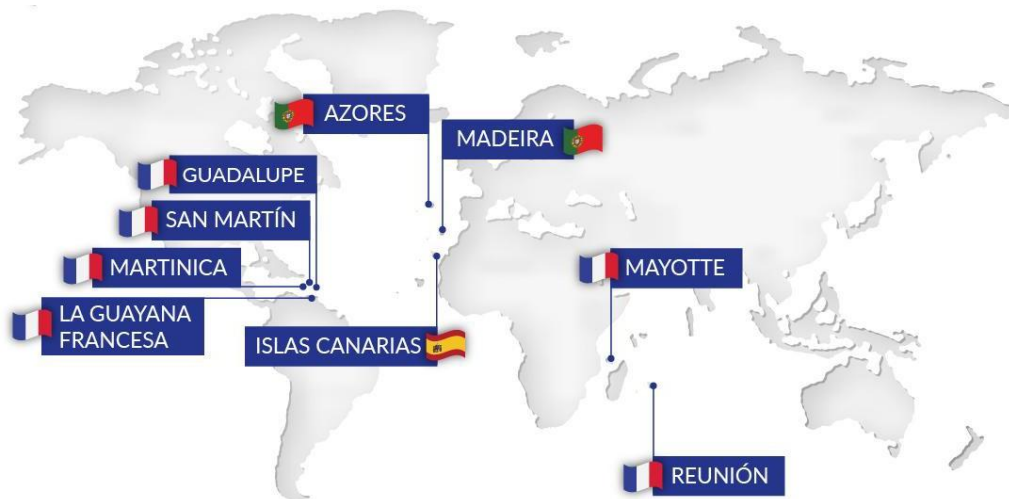 AZORES
MADEIRA
GUADALUPE
SAN MARTÍN
MARTINICA
MAYOTTE
LA GUAYANA
FRANCESA
ISLAS CANARIAS
REUNIÓN